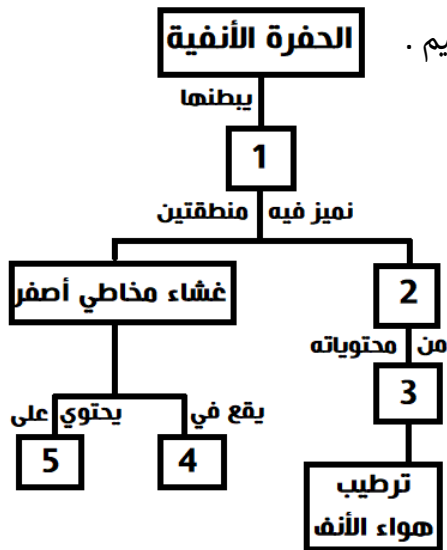 الحفرة الأنفية
يبطنها
1
نميز فيه منطقتين
غشاء مخاطي أصفر
2
من محتوياته
3
يقع في
يحتوي على
4
5
ترطيب
هواء الأنف